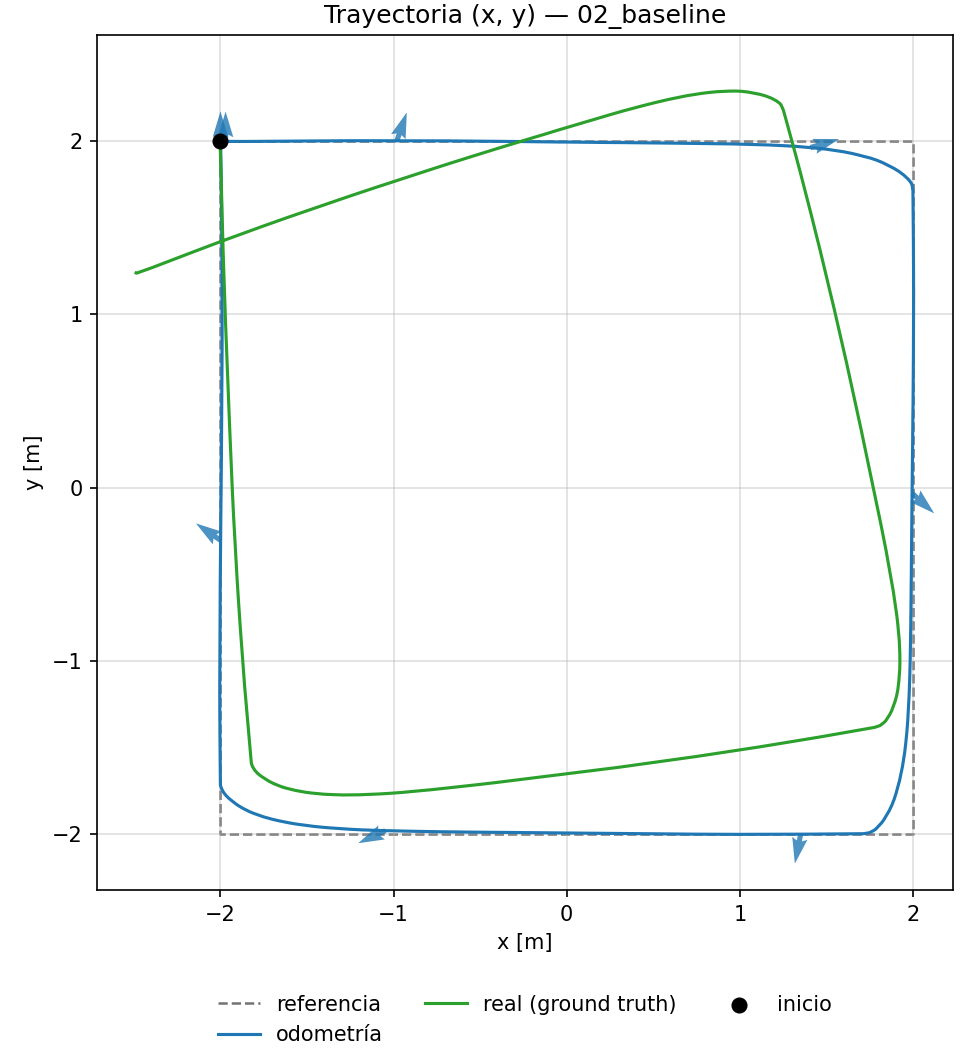 Trayectoria (x, y) — 02_baseline
y [m]
2
1
0
−1
−2
−2 −1 0 1 2
x [m]
referencia real (ground truth) inicio
odometría